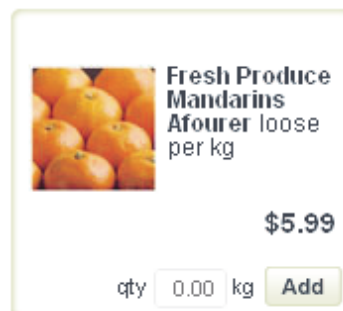 Fresh Produce
Mandarins
Afourer loose
per kg
$5.99
qty 0.00 kg Add